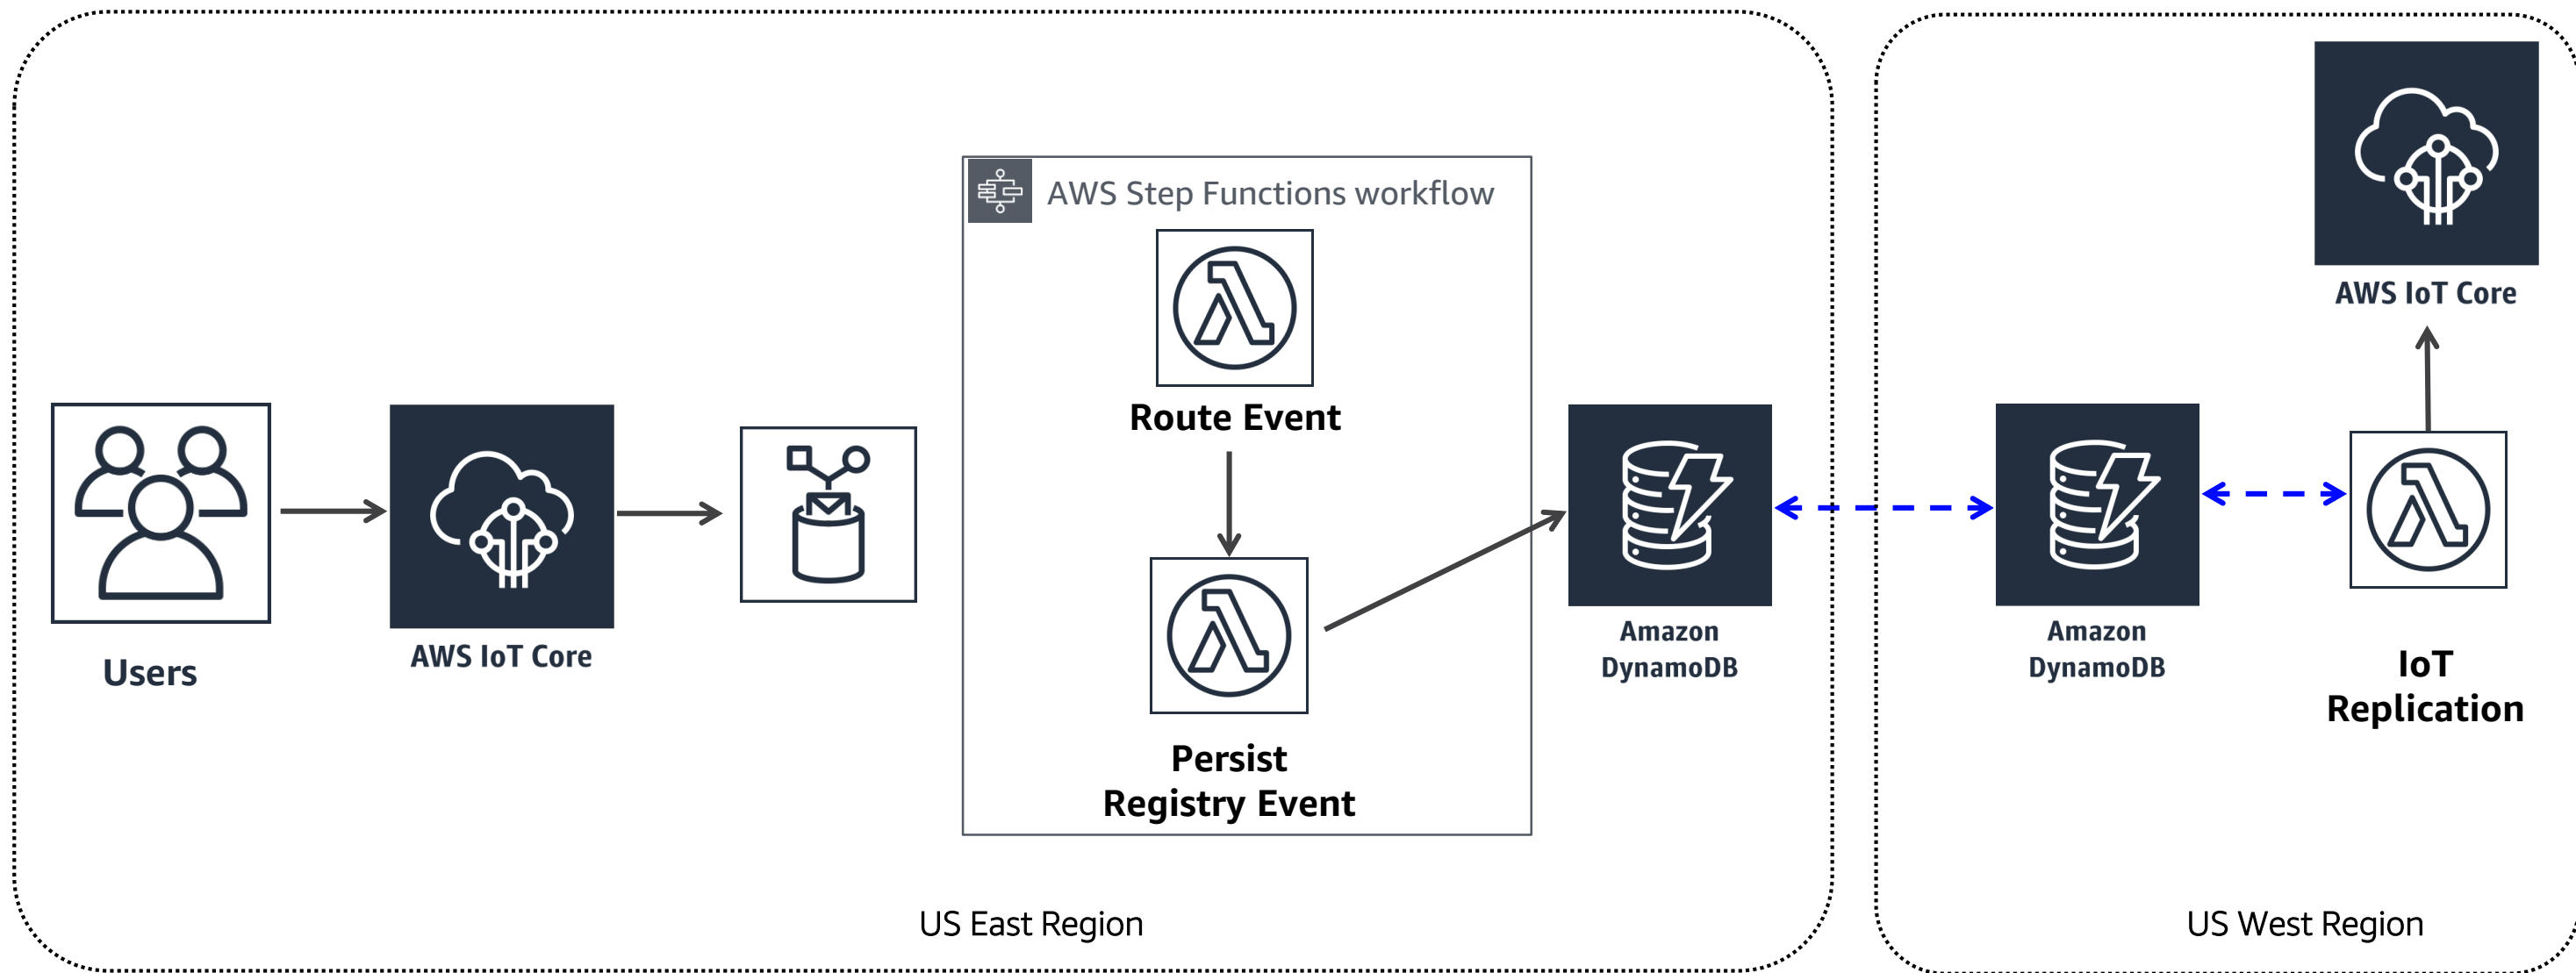 AWS Step Functions workflow
Route Event
Persist
Registry Event
Users
AWS IoT Core
Amazon
DynamoDB
US East Region
AWS IoT Core
Amazon
DynamoDB
IoT
Replication
US West Region